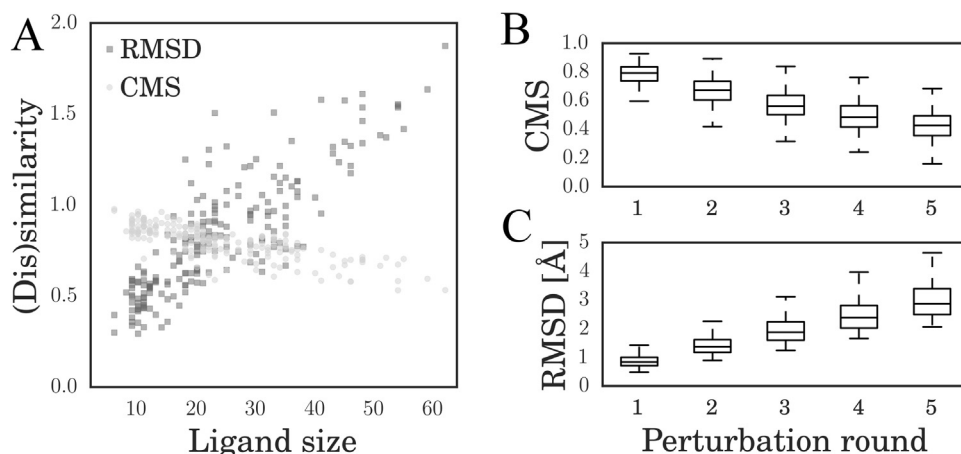 A
(Dis)similarity
2.0
1.5
1.0
0.5
0.0
RMSD
CMS
10 20 30 40 50 60
Ligand size
B
CMS
1.0
0.8
0.6
0.4
0.2
0.0
1 2 3 4 5
C
RMSD [Å]
5
4
3
2
1
0
1 2 3 4 5
Perturbation round